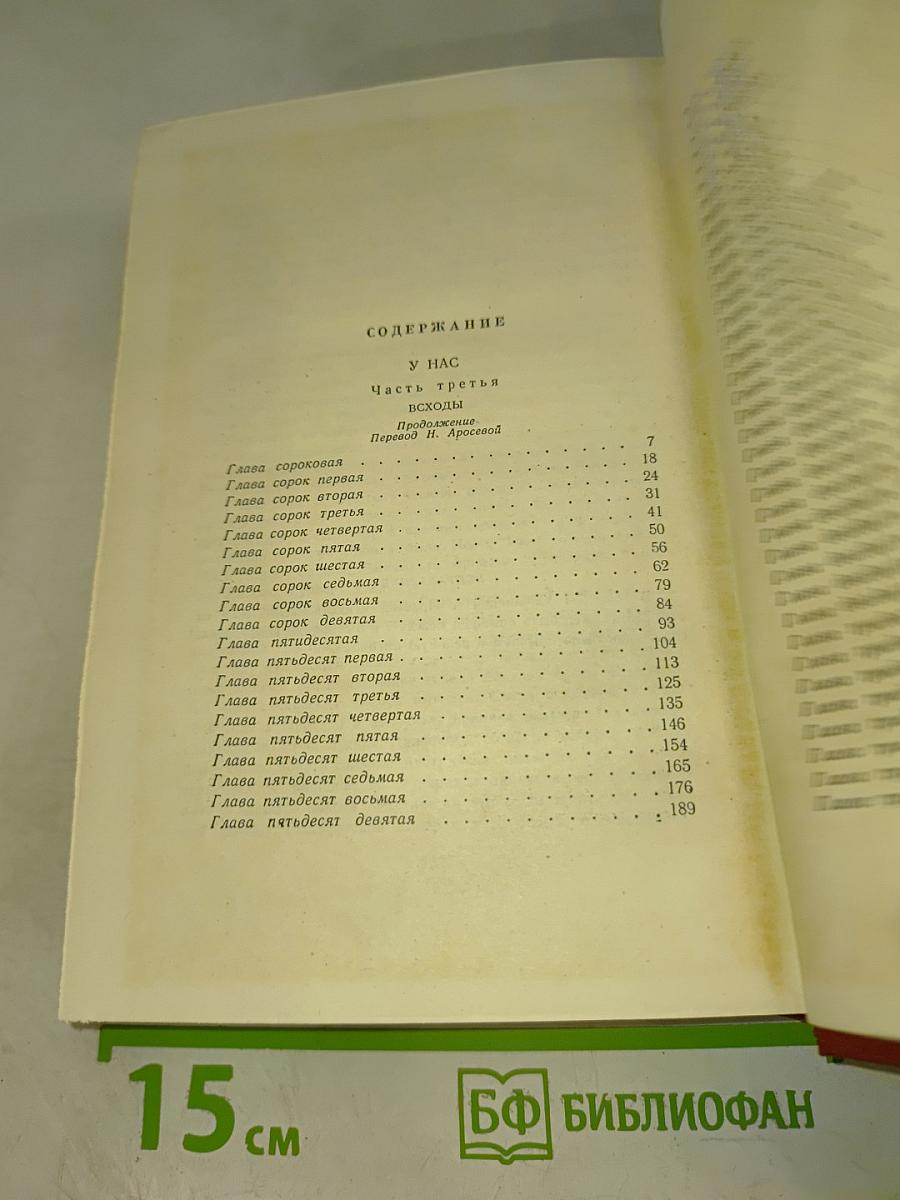 СОДЕРЖАНИЕ
У НАС
Часть третья
ВСХОДЫ
Продолжение
Перевод Н. Аросевой
Глава сороковая . . . . . . . . . . . . . 7
Глава сорок первая . . . . . . . . . . . . . 18
Глава сорок вторая . . . . . . . . . . . . . 24
Глава сорок третья . . . . . . . . . . . . . 31
Глава сорок четвертая . . . . . . . . . . . . 41
Глава сорок пятая . . . . . . . . . . . . . 50
Глава сорок шестая . . . . . . . . . . . . . 56
Глава сорок седьмая . . . . . . . . . . . . 62
Глава сорок восьмая . . . . . . . . . . . . 79
Глава сорок девятая . . . . . . . . . . . . 84
Глава пятидесятая . . . . . . . . . . . . . 93
Глава пятьдесят первая . . . . . . . . . . . . 104
Глава пятьдесят вторая . . . . . . . . . . . 113
Глава пятьдесят третья . . . . . . . . . . . 125
Глава пятьдесят четвертая . . . . . . . . . . 135
Глава пятьдесят пятая . . . . . . . . . . . 146
Глава пятьдесят шестая . . . . . . . . . . . 154
Глава пятьдесят седьмая . . . . . . . . . . . 165
Глава пятьдесят восьмая . . . . . . . . . . . 176
Глава пятьдесят девятая . . . . . . . . . . 189
15 см
БФ БИБЛИОФАН